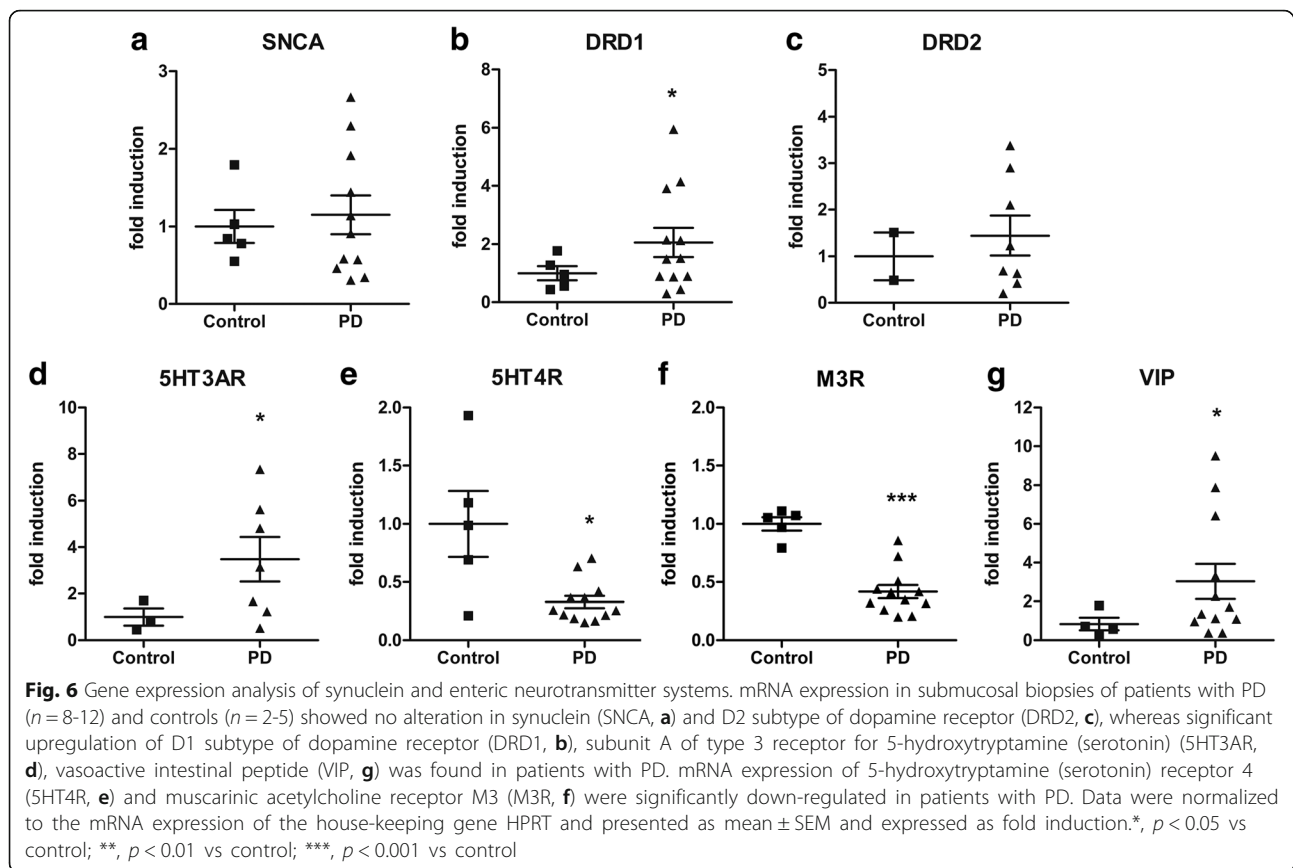 a SNCA
b DRD1
c DRD2
fold induction
3
2
1
0
Control PD
fold induction
8
6
4
2
0
*
Control PD
fold induction
5
4
3
2
1
0
Control PD
d 5HT3AR
e 5HT4R
f M3R
g VIP
fold induction
10
8
6
4
2
0
*
Control PD
fold induction
2.0
1.5
1.0
0.5
0.0
*
Control PD
fold induction
2.0
1.5
1.0
0.5
0.0
***
Control PD
fold induction
12
10
8
6
4
2
0
*
Control PD
Fig. 6 Gene expression analysis of synuclein and enteric neurotransmitter systems. mRNA expression in submucosal biopsies of patients with PD
(n = 8-12) and controls (n = 2-5) showed no alteration in synuclein (SNCA, a) and D2 subtype of dopamine receptor (DRD2, c), whereas significant
upregulation of D1 subtype of dopamine receptor (DRD1, b), subunit A of type 3 receptor for 5-hydroxytryptamine (serotonin) (5HT3AR,
d), vasoactive intestinal peptide (VIP, g) was found in patients with PD. mRNA expression of 5-hydroxytryptamine (serotonin) receptor 4
(5HT4R, e) and muscarinic acetylcholine receptor M3 (M3R, f) were significantly down-regulated in patients with PD. Data were normalized
to the mRNA expression of the house-keeping gene HPRT and presented as mean ± SEM and expressed as fold induction.*, p < 0.05 vs
control; **, p < 0.01 vs control; ***, p < 0.001 vs control